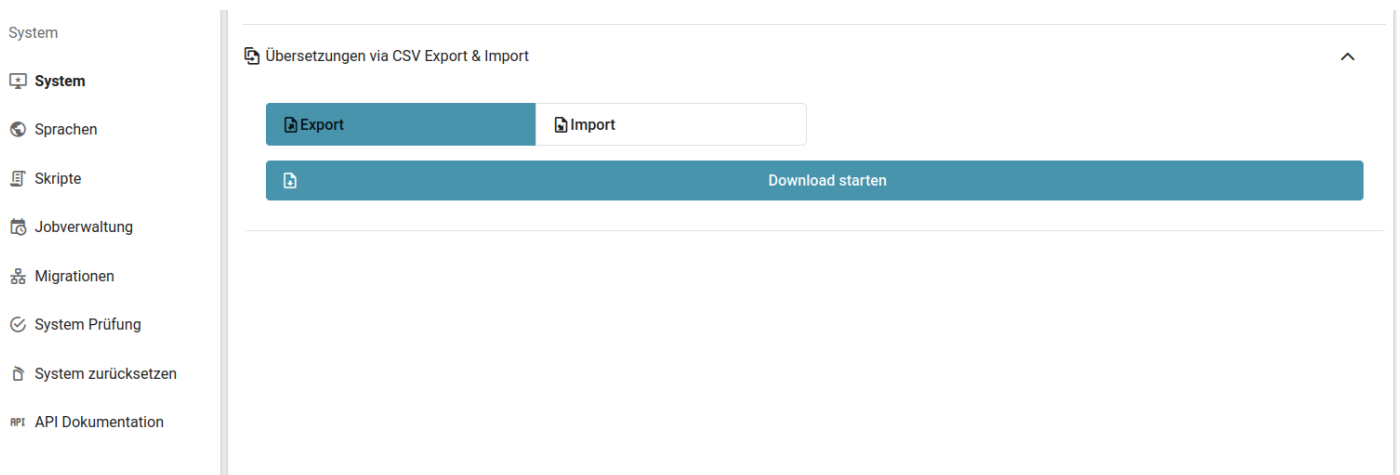 System
System
Sprachen
Skripte
Jobverwaltung
Migrationen
System Prüfung
System zurücksetzen
API API Dokumentation
Übersetzungen via CSV Export & Import
Export
Import
Download starten